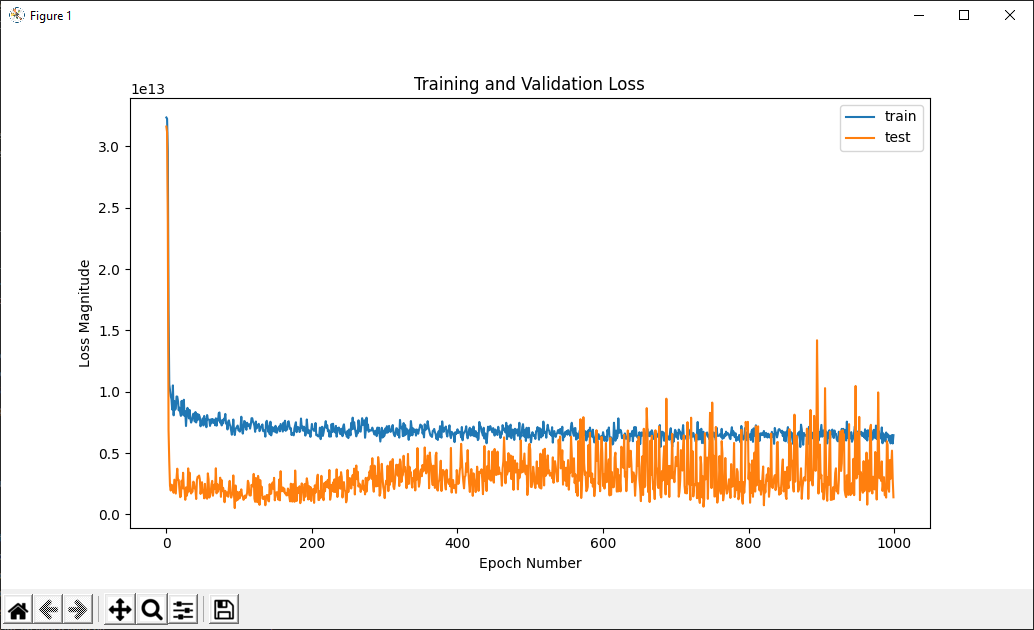 Figure 1
Training and Validation Loss
1e13
train
test
3.0
2.5
2.0
1.5
1.0
0.5
0.0
Loss Magnitude
0 200 400 600 800 1000
Epoch Number